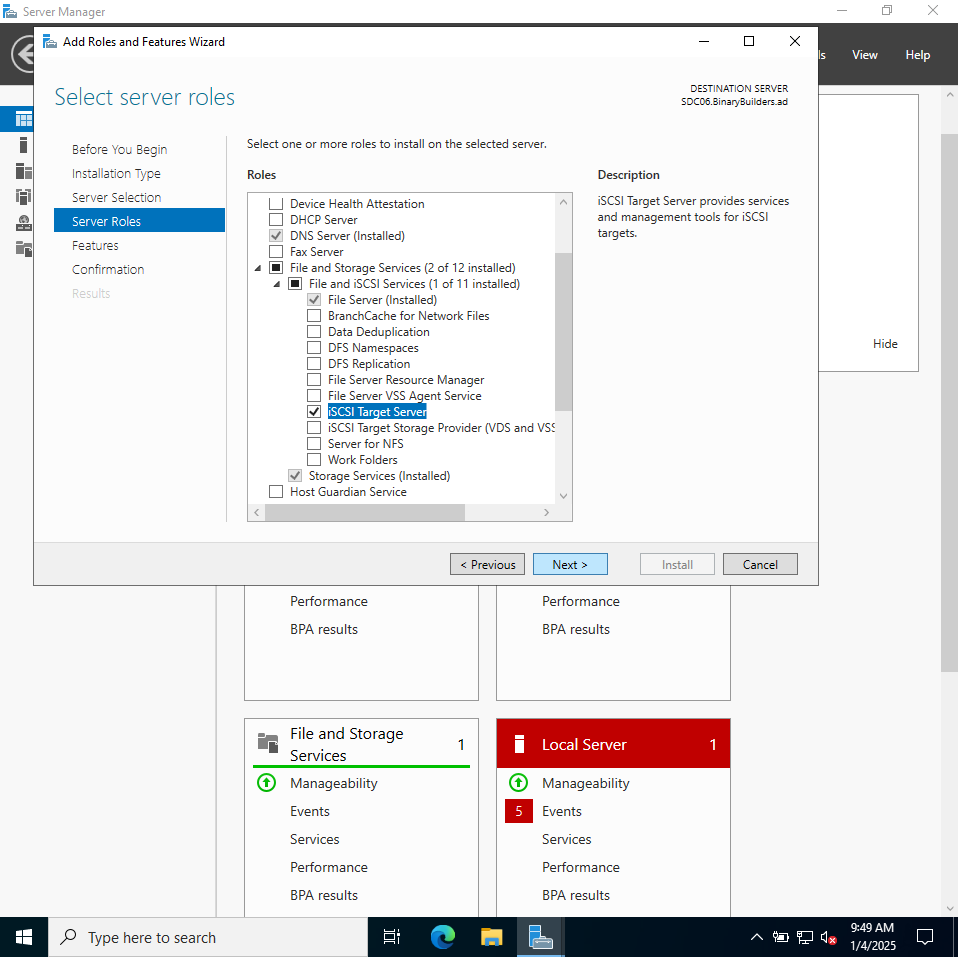 Server Manager
Add Roles and Features Wizard
View
Help
Select server roles
DESTINATION SERVER
SDC06.BinaryBuilders.ad
Before You Begin
Installation Type
Server Selection
Server Roles
Features
Confirmation
Results
Select one or more roles to install on the selected server.
Roles
Device Health Attestation
DHCP Server
DNS Server (Installed)
Fax Server
File and Storage Services (2 of 12 installed)
File and iSCSI Services (1 of 11 installed)
File Server (Installed)
BranchCache for Network Files
Data Deduplication
DFS Namespaces
DFS Replication
File Server Resource Manager
File Server VSS Agent Service
iSCSI Target Server
iSCSI Target Storage Provider (VDS and VSS
Server for NFS
Work Folders
Storage Services (Installed)
Host Guardian Service
Description
iSCSI Target Server provides services
and management tools for iSCSI
targets.
Hide
< Previous
Next >
Install
Cancel
Performance
BPA results
Performance
BPA results
File and Storage
Services
1
Manageability
Events
Services
Performance
BPA results
Local Server
1
Manageability
5
Events
Services
Performance
BPA results
Type here to search
9:49 AM
1/4/2025